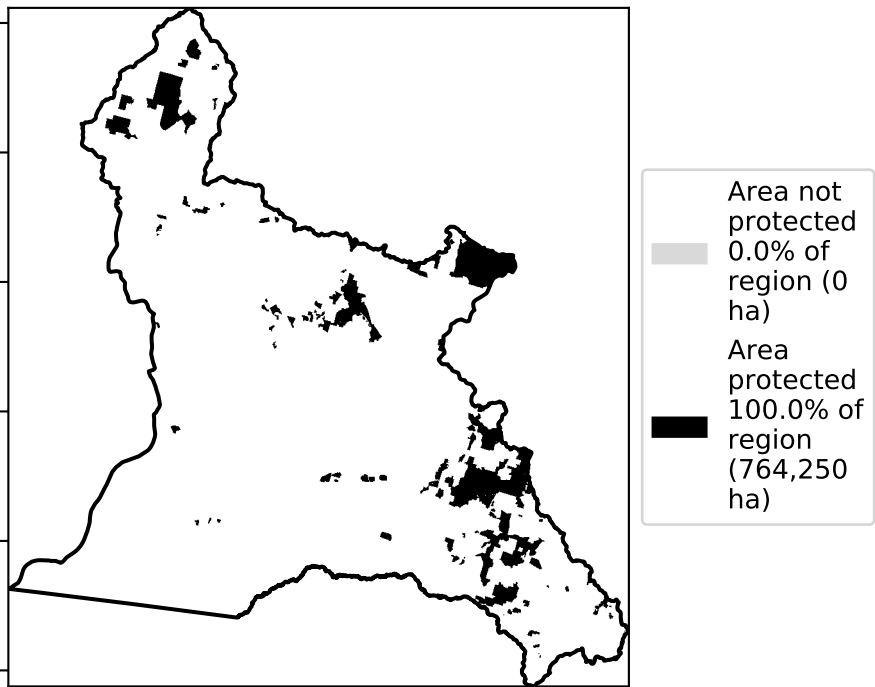 Area not
protected
0.0% of
region (0
ha)
Area
protected
100.0% of
region
(764,250
ha)